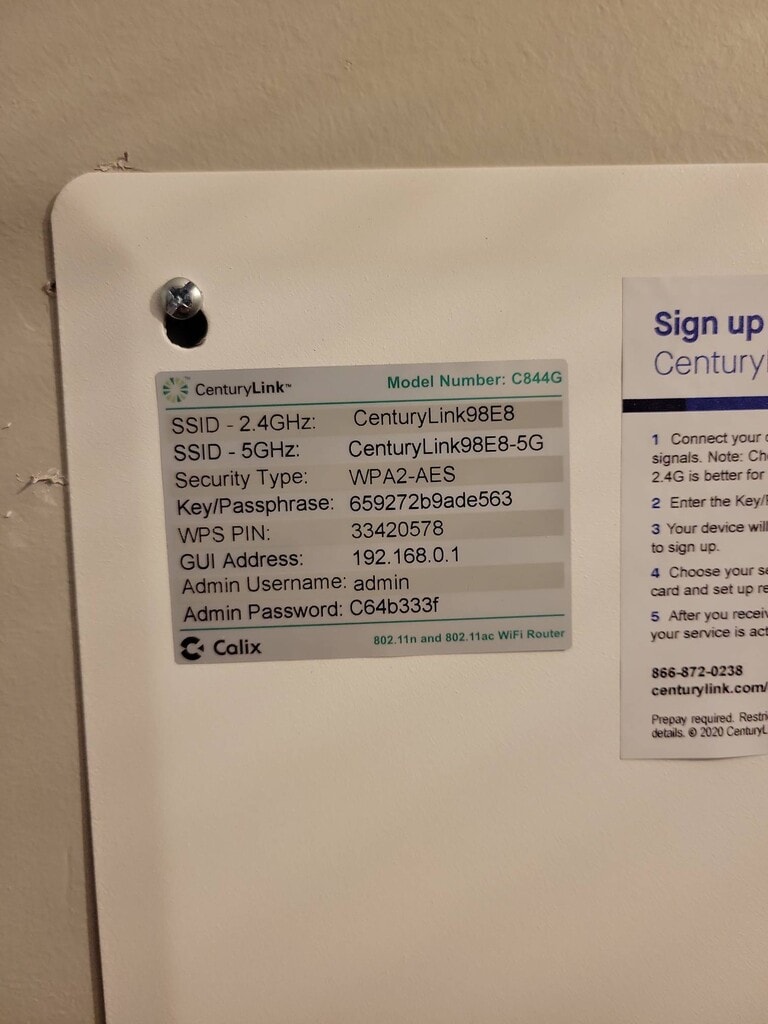 CenturyLink™ Model Number: C844G
SSID - 2.4GHz: CenturyLink98E8
SSID - 5GHz: CenturyLink98E8-5G
Security Type: WPA2-AES
Key/Passphrase: 659272b9ade563
WPS PIN: 33420578
GUI Address: 192.168.0.1
Admin Username: admin
Admin Password: C64b333f
Calix 802.11n and 802.11ac WiFi Router
Sign up
1 Connect your
signals. Note:
2.4G is better for
2 Enter the
3 Your device will
to sign up.
4 Choose your
card and set up
5 After you
your service is
866-872-0238
centurylink.com/
Prepay required.
details. © 2020